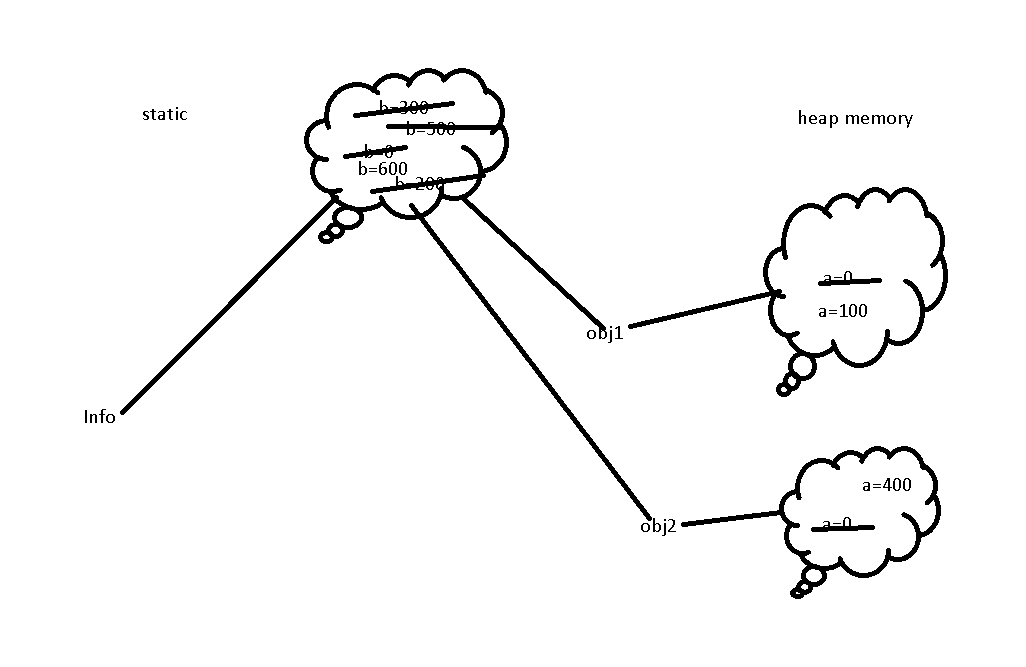 static
b=300
b=500
b=0
b=600
b=200
heap memory
a=0
a=100
obj1
Info
a=400
a=0
obj2